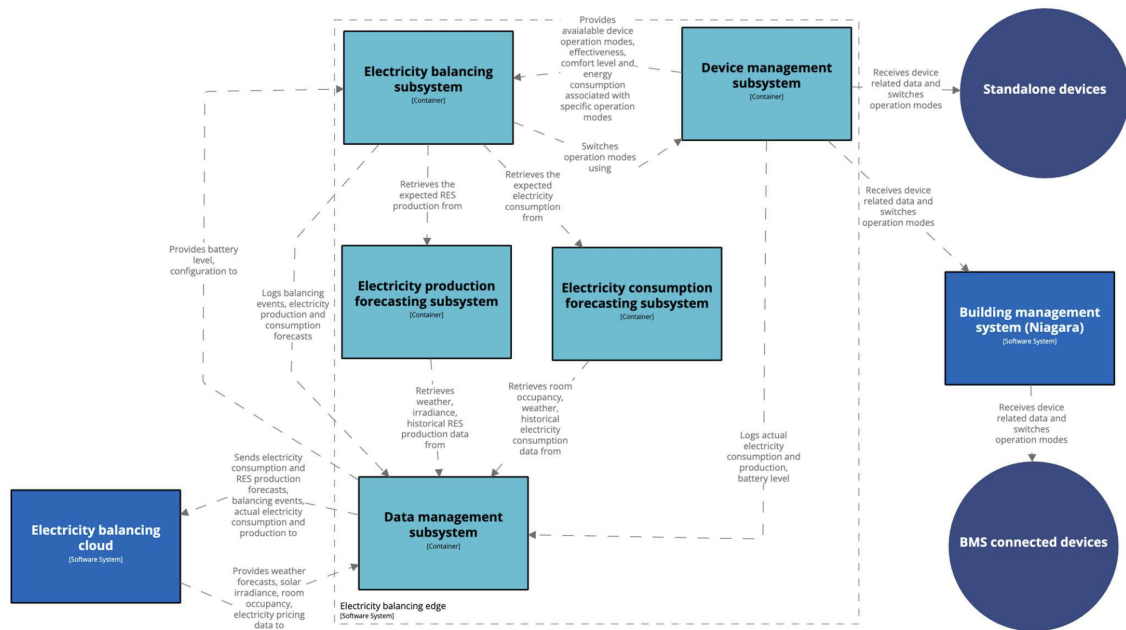 Provides
avaialable device
operation modes,
effectiveness,
comfort level and
energy
consumption
associated with
specific operation
modes
Electricity balancing
subsystem
[Container]
Device management
subsystem
[Container]
Receives device
related data and
switches
operation modes
Standalone devices
Switches
operation modes
using
Retrieves the
expected RES
production from
Retrieves the
expected
electricity
consumption
from
Receives device
related data and
switches
operation modes
Provides battery
level,
configuration to
Logs balancing
events, electricity
production and
consumption
forecasts
Electricity production
forecasting subsystem
[Container]
Electricity consumption
forecasting subsystem
[Container]
Building management
system (Niagara)
[Software System]
Retrieves
weather,
irradiance,
historical RES
production data
from
Retrieves room
occupancy,
weather,
historical
electricity
consumption
data from
Logs actual
electricity
consumption and
production,
battery level
Receives device
related data and
switches
operation modes
Sends electricity
consumption and
RES production
forecasts,
balancing events,
actual electricity
consumption and
production to
Electricity balancing
cloud
[Software System]
Data management
subsystem
[Container]
BMS connected devices
Provides weather
forecasts, solar
irradiance, room
occupancy,
electricity pricing
data to
Electricity balancing edge
[Software System]